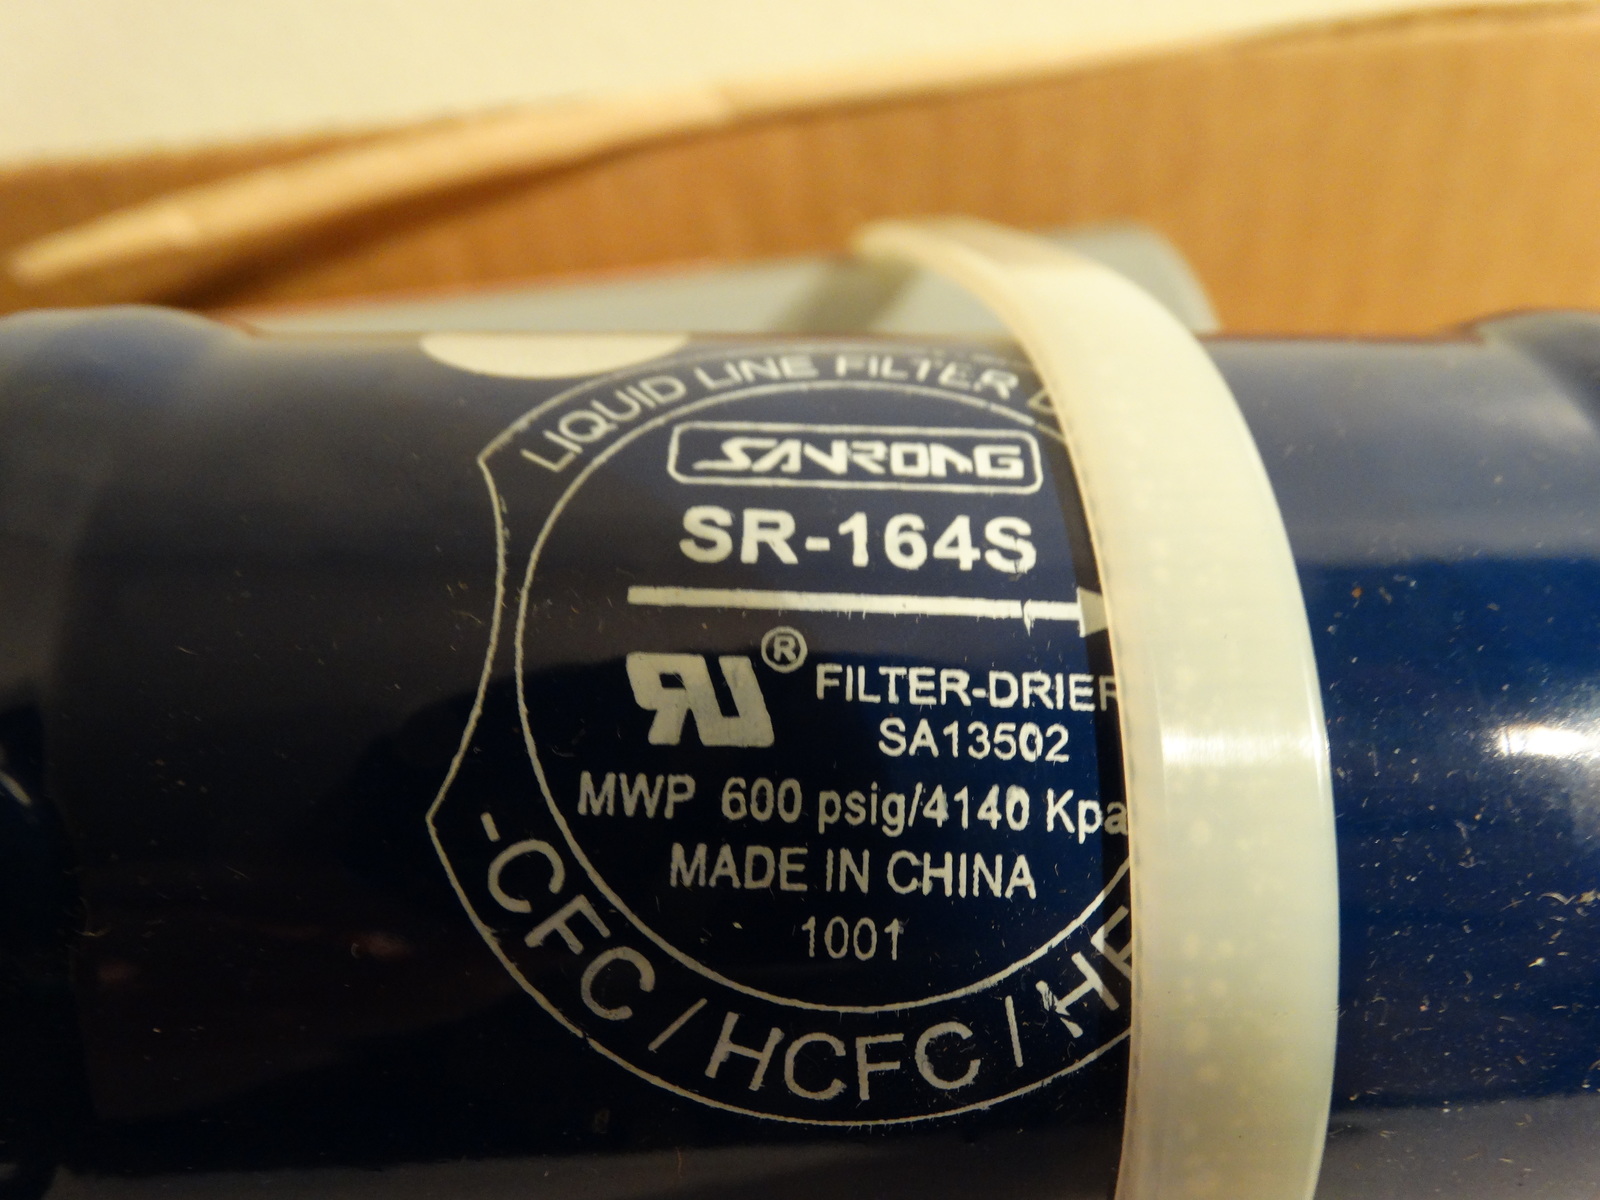 LIQUID LINE FILTER
SANRONG
SR-164S
®
FILTER-DRIER
SA13502
MWP 600 psig/4140 Kpa
MADE IN CHINA
1001
-CFC / HCFC /